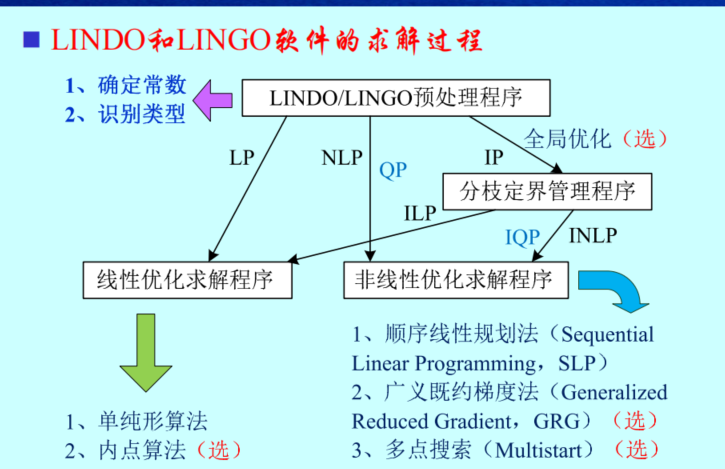 LINDO和LINGO软件的求解过程
1、确定常数
2、识别类型
LINDO/LINGO预处理程序
全局优化（选）
LP
NLP
QP
IP
分枝定界管理程序
ILP
IQP
INLP
线性优化求解程序
非线性优化求解程序
1、单纯形算法
2、内点算法（选）
1、顺序线性规划法（Sequential
Linear Programming，SLP）
2、广义既约梯度法（Generalized
Reduced Gradient，GRG）（选）
3、多点搜索（Multistart）（选）